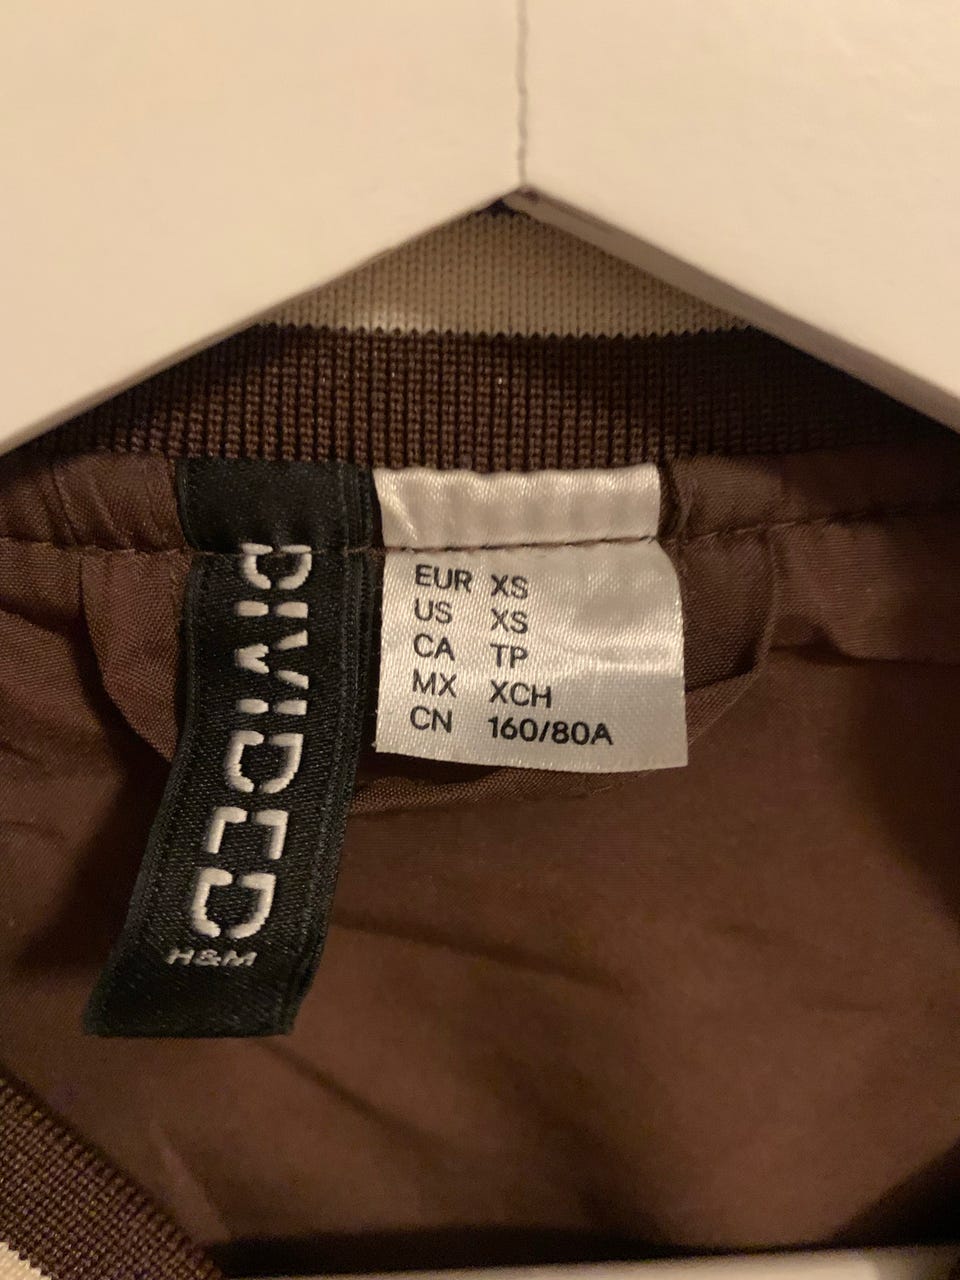 DIVIDED
H&M
EUR XS
US XS
CA TP
MX XCH
CN 160/80A